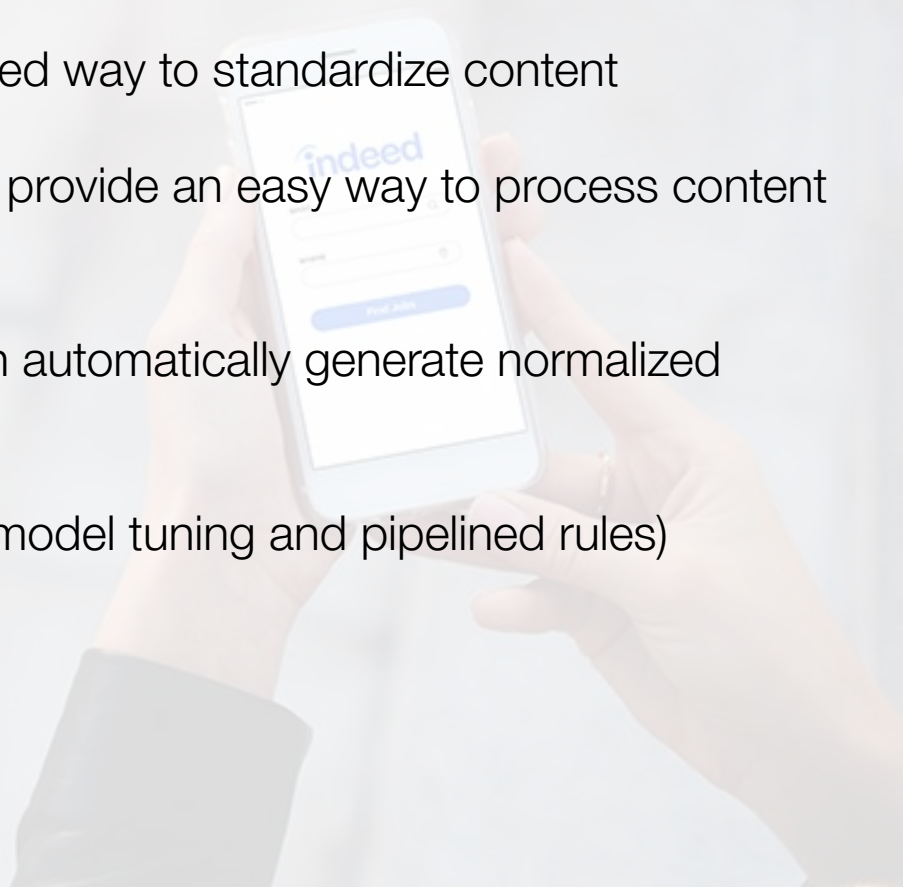 ed way to standardize content
indeed
provide an easy way to process content
Find Jobs
n automatically generate normalized
model tuning and pipelined rules)